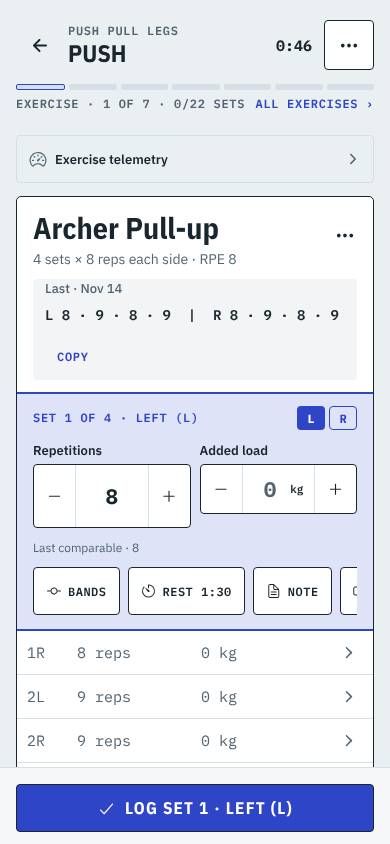 PUSH PULL LEGS
PUSH
0:46
EXERCISE · 1 OF 7 · 0/22 SETS ALL EXERCISES ›
Exercise telemetry
Archer Pull-up
4 sets × 8 reps each side · RPE 8
Last · Nov 14
L 8 · 9 · 8 · 9 | R 8 · 9 · 8 · 9
COPY
SET 1 OF 4 · LEFT (L) L R
Repetitions Added load
− 8 + − 0 kg +
Last comparable · 8
BANDS REST 1:30 NOTE
1R 8 reps 0 kg
2L 9 reps 0 kg
2R 9 reps 0 kg
LOG SET 1 · LEFT (L)